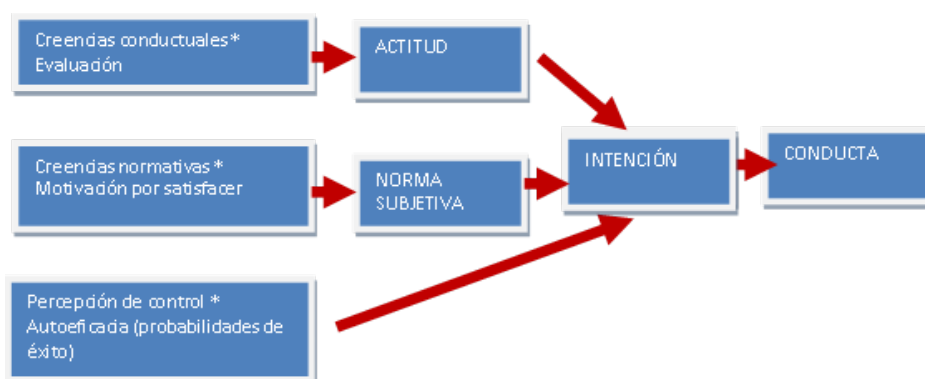 Creencias conductuales*
Evaluación
ACTITUD
Creencias normativas *
Motivación por satisfacer
NORMA
SUBJETIVA
INTENCIÓN
CONDUCTA
Percepción de control *
Autoeficacia (probabilidades de
éxito)